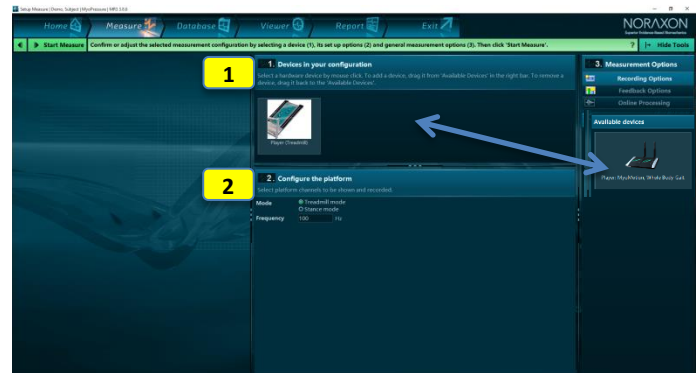 Setup Measure | Demo, Subject | MyoPressure | MR3 3.8.8
Home
Measure
Database
Viewer
Report
Exit
NORAXON
Superior Evidence-Based Biomechanics
Start Measure
Confirm or adjust the selected measurement configuration by selecting a device (1), its set up options (2) and general measurement options (3). Then click 'Start Measure'.
? Hide Tools
1
1. Devices in your configuration
Select a hardware device by mouse click. To add a device, drag it from 'Available Devices' in the right bar. To remove a
device, drag it back to the 'Available Devices'.
Player (Treadmill)
2
2. Configure the platform
Select platform channels to be shown and recorded.
Mode
Treadmill mode
Stance mode
Frequency 100 Hz
3. Measurement Options
Recording Options
Feedback Options
Online Processing
Available devices
Player MyoMotion, Whole Body Gait